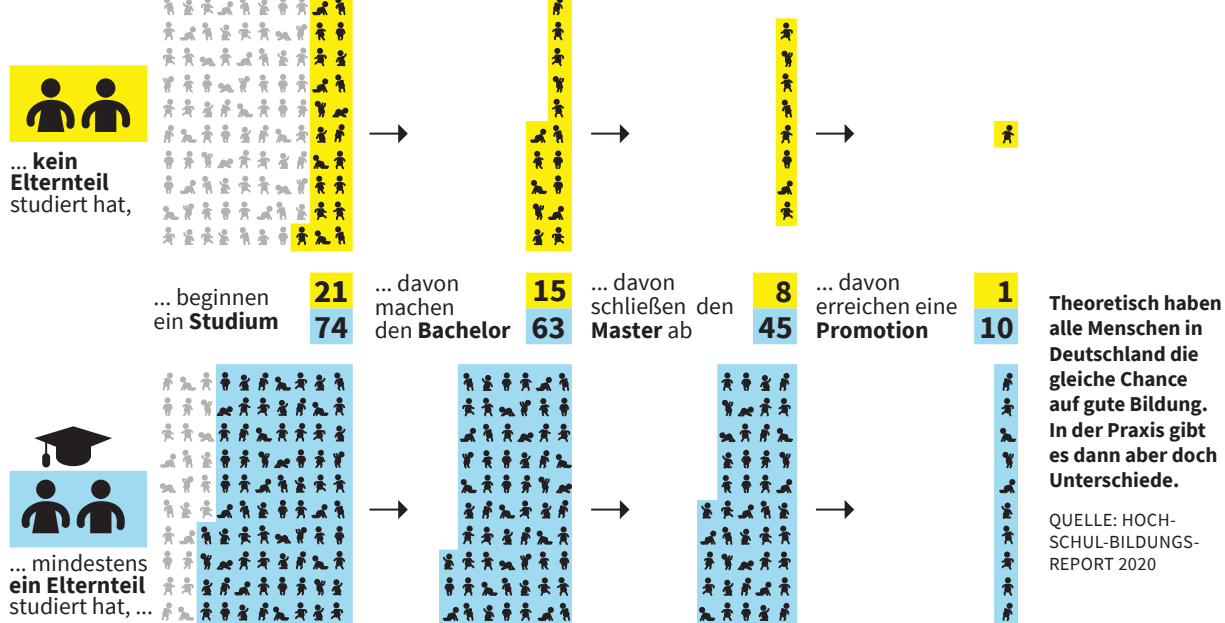 ... kein
Elternteil
studiert hat,
... beginnen
ein Studium
21
74
... davon
machen
den Bachelor
15
63
... davon
schließen den
Master ab
8
45
... davon
erreichen eine
Promotion
1
10
... mindestens
ein Elternteil
studiert hat, ...
Theoretisch haben
alle Menschen in
Deutschland die
gleiche Chance
auf gute Bildung.
In der Praxis gibt
es dann aber doch
Unterschiede.
QUELLE: HOCH-
SCHUL-BILDUNGS-
REPORT 2020